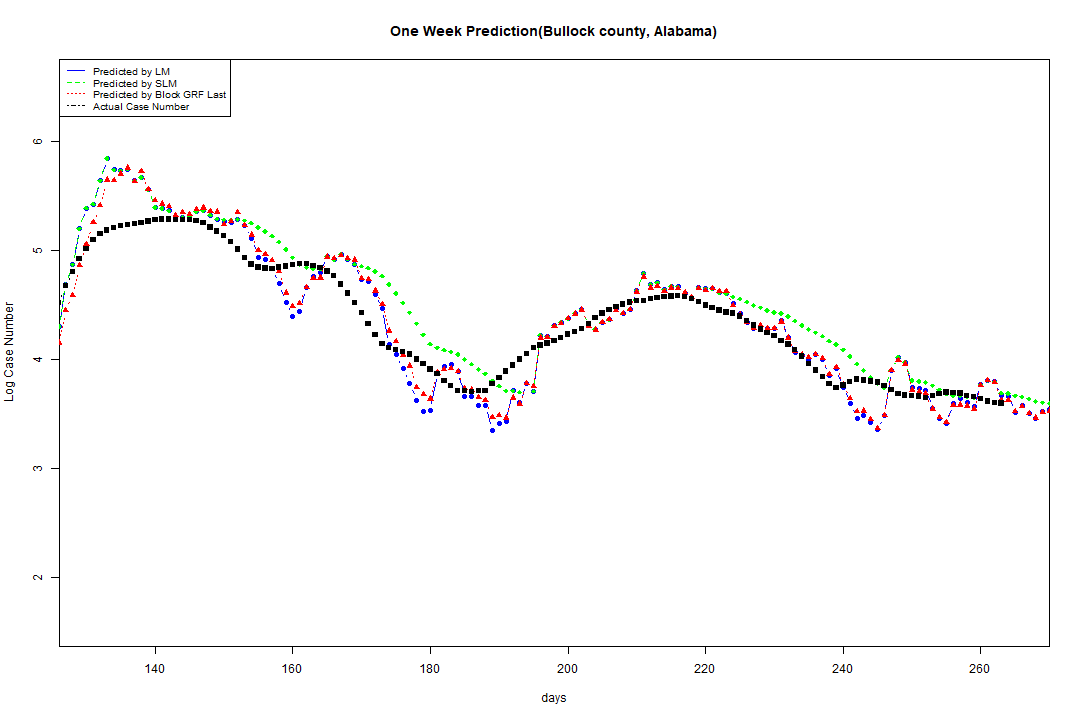 One Week Prediction(Bullock county, Alabama)
Predicted by LM
Predicted by SLM
Predicted by Block GRF Last
Actual Case Number
6
5
4
3
2
Log Case Number
140 160 180 200 220 240 260
days